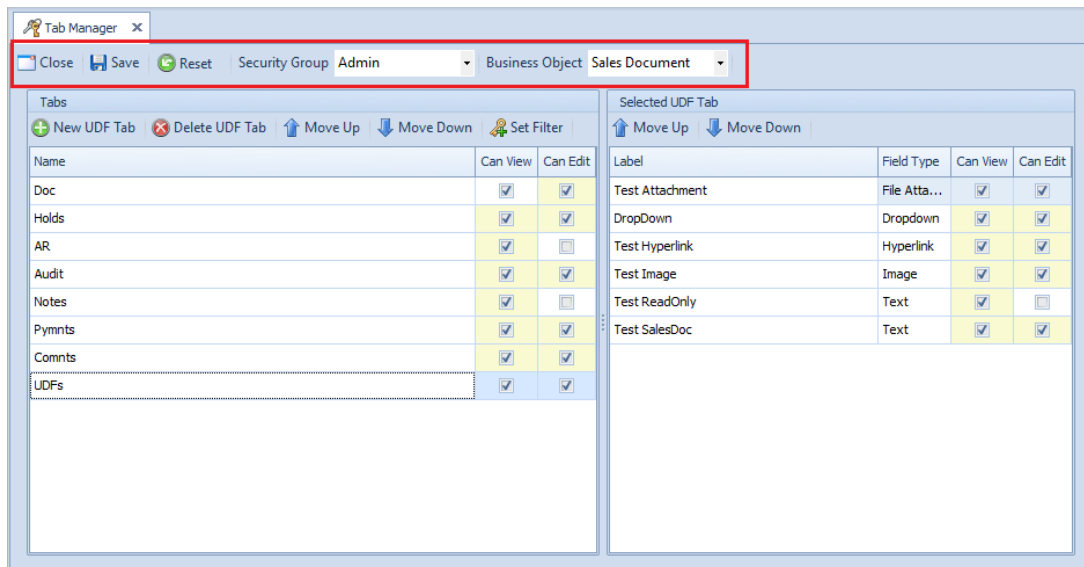 Tab Manager X
Close Save Reset Security Group Admin Business Object Sales Document
Tabs
New UDF Tab Delete UDF Tab Move Up Move Down Set Filter
Name Can View Can Edit
Doc
Holds
AR
Audit
Notes
Pymnts
Comnts
UDFs
Selected UDF Tab
Move Up Move Down
Label Field Type Can View Can Edit
Test Attachment File Atta...
DropDown Dropdown
Test Hyperlink Hyperlink
Test Image Image
Test ReadOnly Text
Test SalesDoc Text